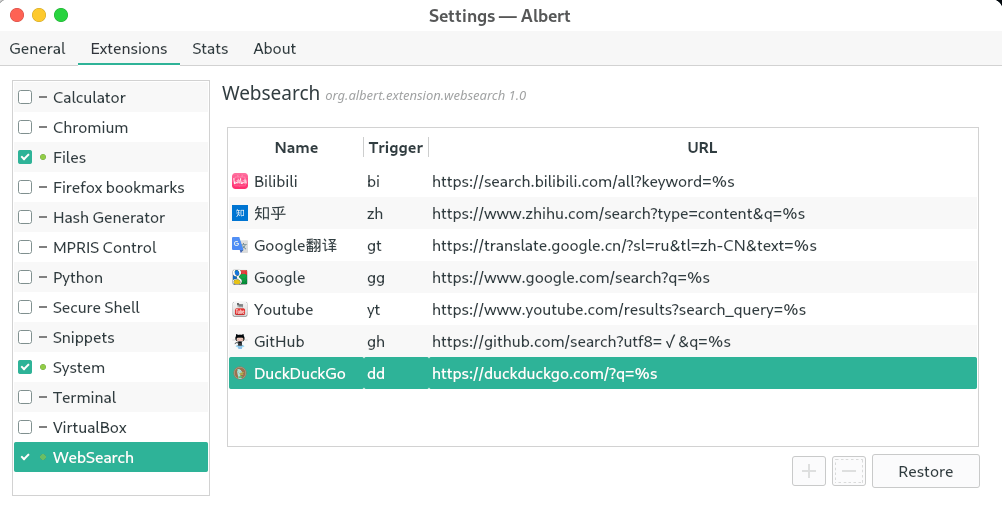 Settings — Albert
General Extensions Stats About
Calculator
Chromium
Files
Firefox bookmarks
Hash Generator
MPRIS Control
Python
Secure Shell
Snippets
System
Terminal
VirtualBox
WebSearch
Websearch org.albert.extension.websearch 1.0
Name Trigger URL
Bilibili bi https://search.bilibili.com/all?keyword=%s
知乎 zh https://www.zhihu.com/search?type=content&q=%s
Google翻译 gt https://translate.google.cn/?sl=ru&tl=zh-CN&text=%s
Google gg https://www.google.com/search?q=%s
Youtube yt https://www.youtube.com/results?search_query=%s
GitHub gh https://github.com/search?utf8=√&q=%s
DuckDuckGo dd https://duckduckgo.com/?q=%s
Restore